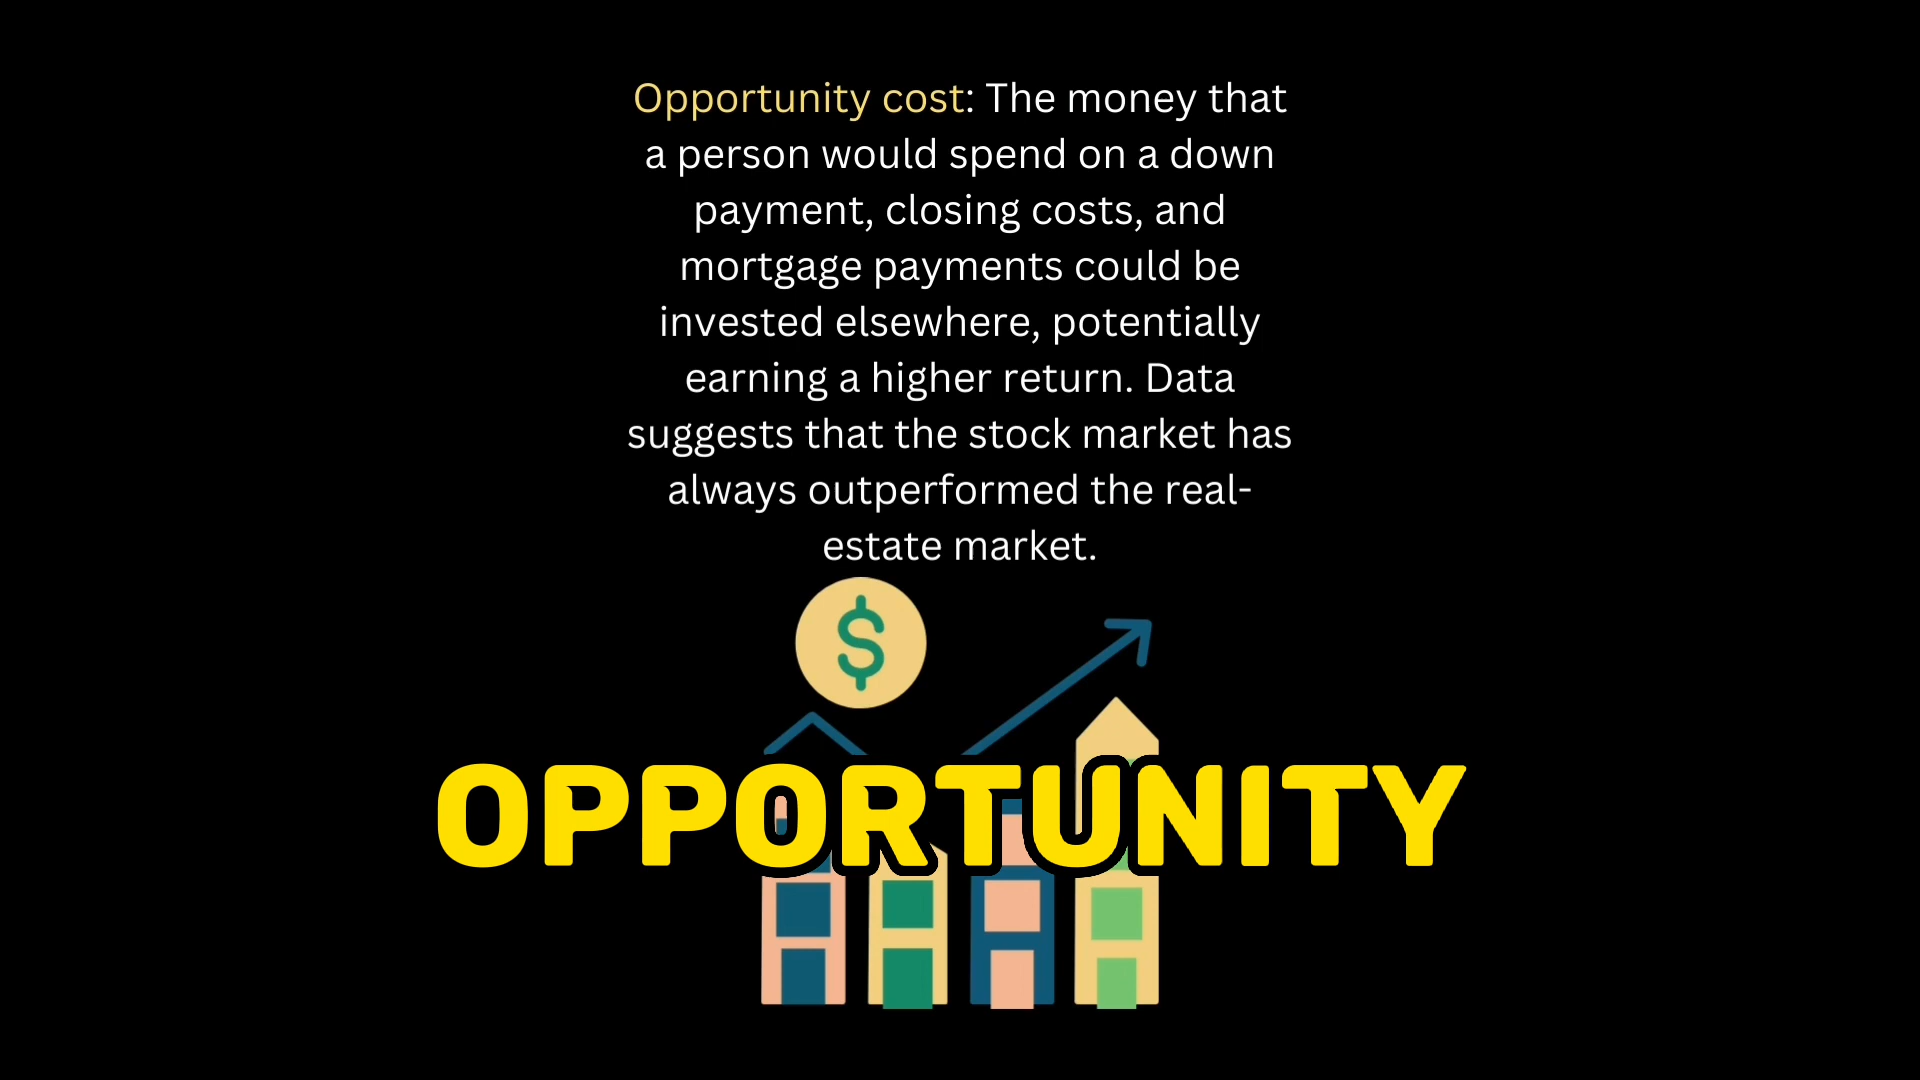 Opportunity cost: The money that
a person would spend on a down
payment, closing costs, and
mortgage payments could be
invested elsewhere, potentially
earning a higher return. Data
suggests that the stock market has
always outperformed the real-
estate market.
$
OPPORTUNITY